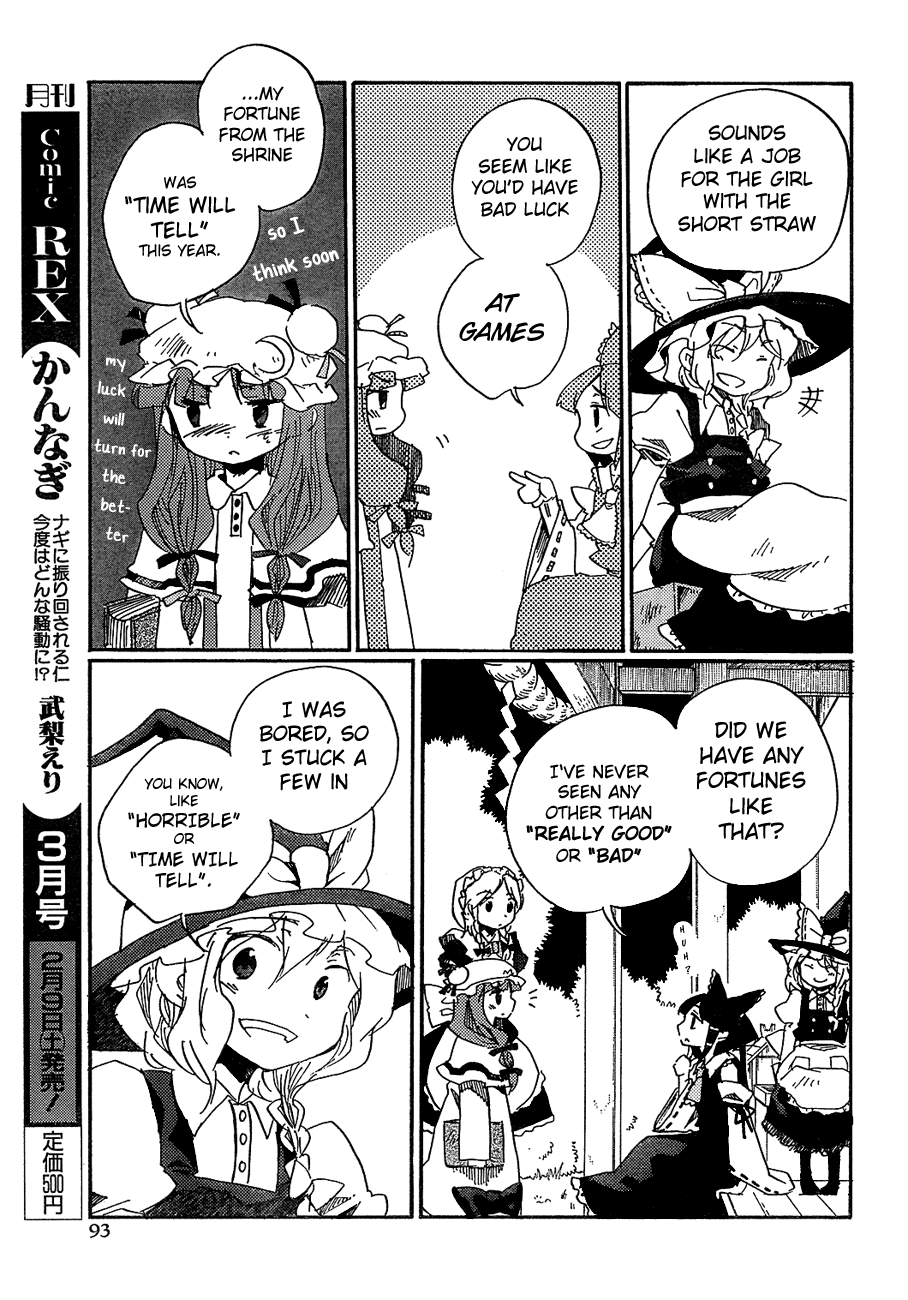 SOUNDS
LIKE A JOB
FOR THE GIRL
WITH THE
SHORT STRAW
YOU
SEEM LIKE
YOU'D HAVE
BAD LUCK
AT
GAMES
...MY
FORTUNE
FROM THE
SHRINE
WAS
"TIME WILL
TELL"
THIS YEAR.
so I
think soon
my
luck
will
turn for
the
bet-
ter
DID WE
HAVE ANY
FORTUNES
LIKE
THAT?
I'VE NEVER
SEEN ANY
OTHER THAN
"REALLY GOOD"
OR "BAD"
HUH?
I WAS
BORED, SO
I STUCK A
FEW IN
YOU KNOW,
LIKE
"HORRIBLE"
OR
"TIME WILL
TELL".
月刊
Comic REX
かんなぎ
ナギに振り回される仁
今度はどんな騒動に!?
武梨えり
3月号
2月9日土発売!
定価500円
93